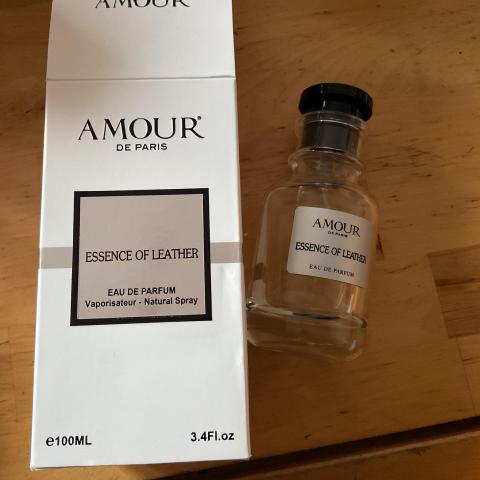 AMOUR
AMOUR®
DE PARIS
ESSENCE OF LEATHER
EAU DE PARFUM
Vaporisateur - Natural Spray
e100ML
3.4Fl.oz
AMOUR
DE PARIS
ESSENCE OF LEATHER
EAU DE PARFUM